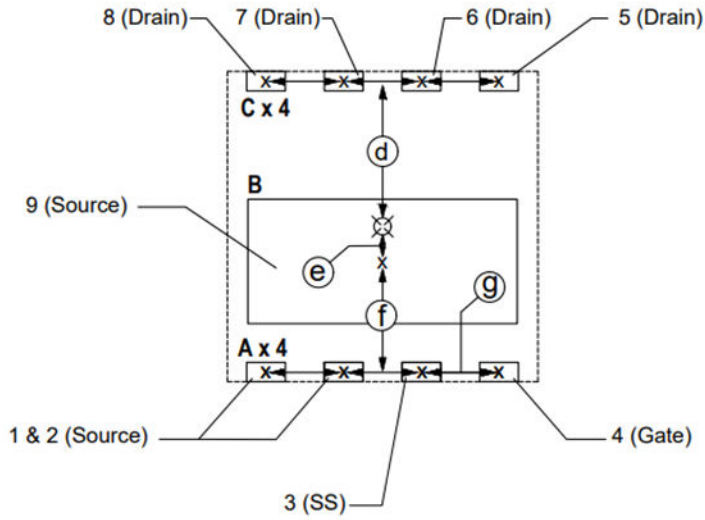 8 (Drain) 7 (Drain) 6 (Drain) 5 (Drain)
x x x x
C x 4
d
B
9 (Source)
e
x
g
f
A x 4
x x x x
1 & 2 (Source)
4 (Gate)
3 (SS)